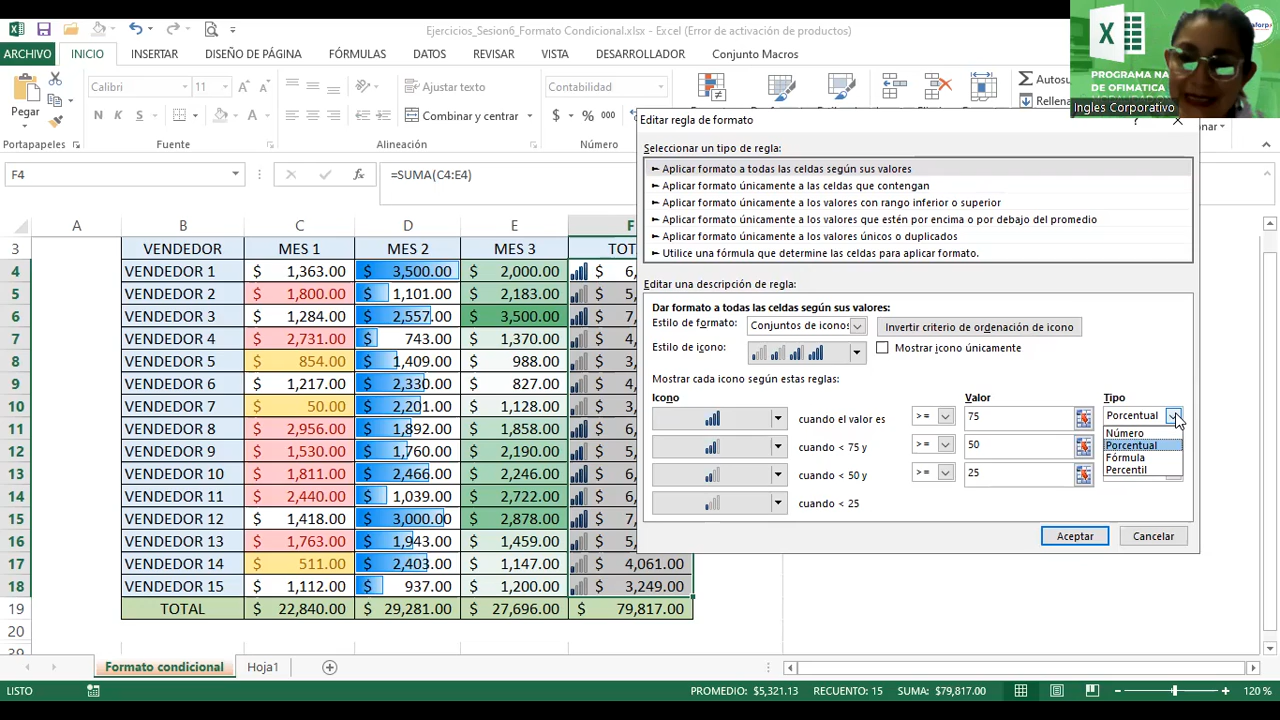 Ejercicios_Sesion6_Formato Condicional.xlsx - Excel (Error de activación de productos)
ARCHIVO INICIO INSERTAR DISEÑO DE PÁGINA FÓRMULAS DATOS REVISAR VISTA DESARROLLADOR Conjunto Macros
PROGRAMA NA
DE OFIMATICA
Ingles Corporativo
Pegar
Calibri 11
N K S
Ajustar texto
Combinar y centrar
Contabilidad
$ %
Autosu
Rellena
Portapapeles Fuente Alineación Número
F4 =SUMA(C4:E4)
A B C D E F
3 VENDEDOR MES 1 MES 2 MES 3 TOT
4 VENDEDOR 1 $ 1,363.00 $ 3,500.00 $ 2,000.00 $ 6,
5 VENDEDOR 2 $ 1,800.00 $ 1,101.00 $ 2,183.00 $ 5,
6 VENDEDOR 3 $ 1,284.00 $ 2,557.00 $ 3,500.00 $ 7,
7 VENDEDOR 4 $ 2,731.00 $ 743.00 $ 1,370.00 $ 4,
8 VENDEDOR 5 $ 854.00 $ 1,409.00 $ 988.00 $ 3,
9 VENDEDOR 6 $ 1,217.00 $ 2,330.00 $ 827.00 $ 4,
10 VENDEDOR 7 $ 50.00 $ 2,201.00 $ 1,128.00 $ 3,
11 VENDEDOR 8 $ 2,956.00 $ 1,892.00 $ 1,858.00 $ 6,
12 VENDEDOR 9 $ 1,530.00 $ 1,760.00 $ 2,190.00 $ 5,
13 VENDEDOR 10 $ 1,811.00 $ 2,466.00 $ 2,246.00 $ 6,
14 VENDEDOR 11 $ 2,440.00 $ 1,039.00 $ 2,722.00 $ 6,
15 VENDEDOR 12 $ 1,418.00 $ 3,000.00 $ 2,878.00 $ 7,
16 VENDEDOR 13 $ 1,763.00 $ 1,943.00 $ 1,459.00 $ 5,
17 VENDEDOR 14 $ 511.00 $ 2,403.00 $ 1,147.00 $ 4,061.00
18 VENDEDOR 15 $ 1,112.00 $ 937.00 $ 1,200.00 $ 3,249.00
19 TOTAL $ 22,840.00 $ 29,281.00 $ 27,696.00 $ 79,817.00
20
Editar regla de formato
Seleccionar un tipo de regla:
► Aplicar formato a todas las celdas según sus valores
► Aplicar formato únicamente a las celdas que contengan
► Aplicar formato únicamente a los valores con rango inferior o superior
► Aplicar formato únicamente a los valores que estén por encima o por debajo del promedio
► Aplicar formato únicamente a los valores únicos o duplicados
► Utilice una fórmula que determine las celdas para aplicar formato.
Editar una descripción de regla:
Dar formato a todas las celdas según sus valores:
Estilo de formato: Conjuntos de iconos Invertir criterio de ordenación de icono
Estilo de icono: Mostrar icono únicamente
Mostrar cada icono según estas reglas:
Icono Valor Tipo
cuando el valor es >= 75 Porcentual
Número
cuando < 75 y >= 50 Porcentual
Fórmula
cuando < 50 y >= 25 Percentil
cuando < 25
Aceptar Cancelar
Formato condicional Hoja1
LISTO PROMEDIO: $5,321.13 RECUENTO: 15 SUMA: $79,817.00 120 %